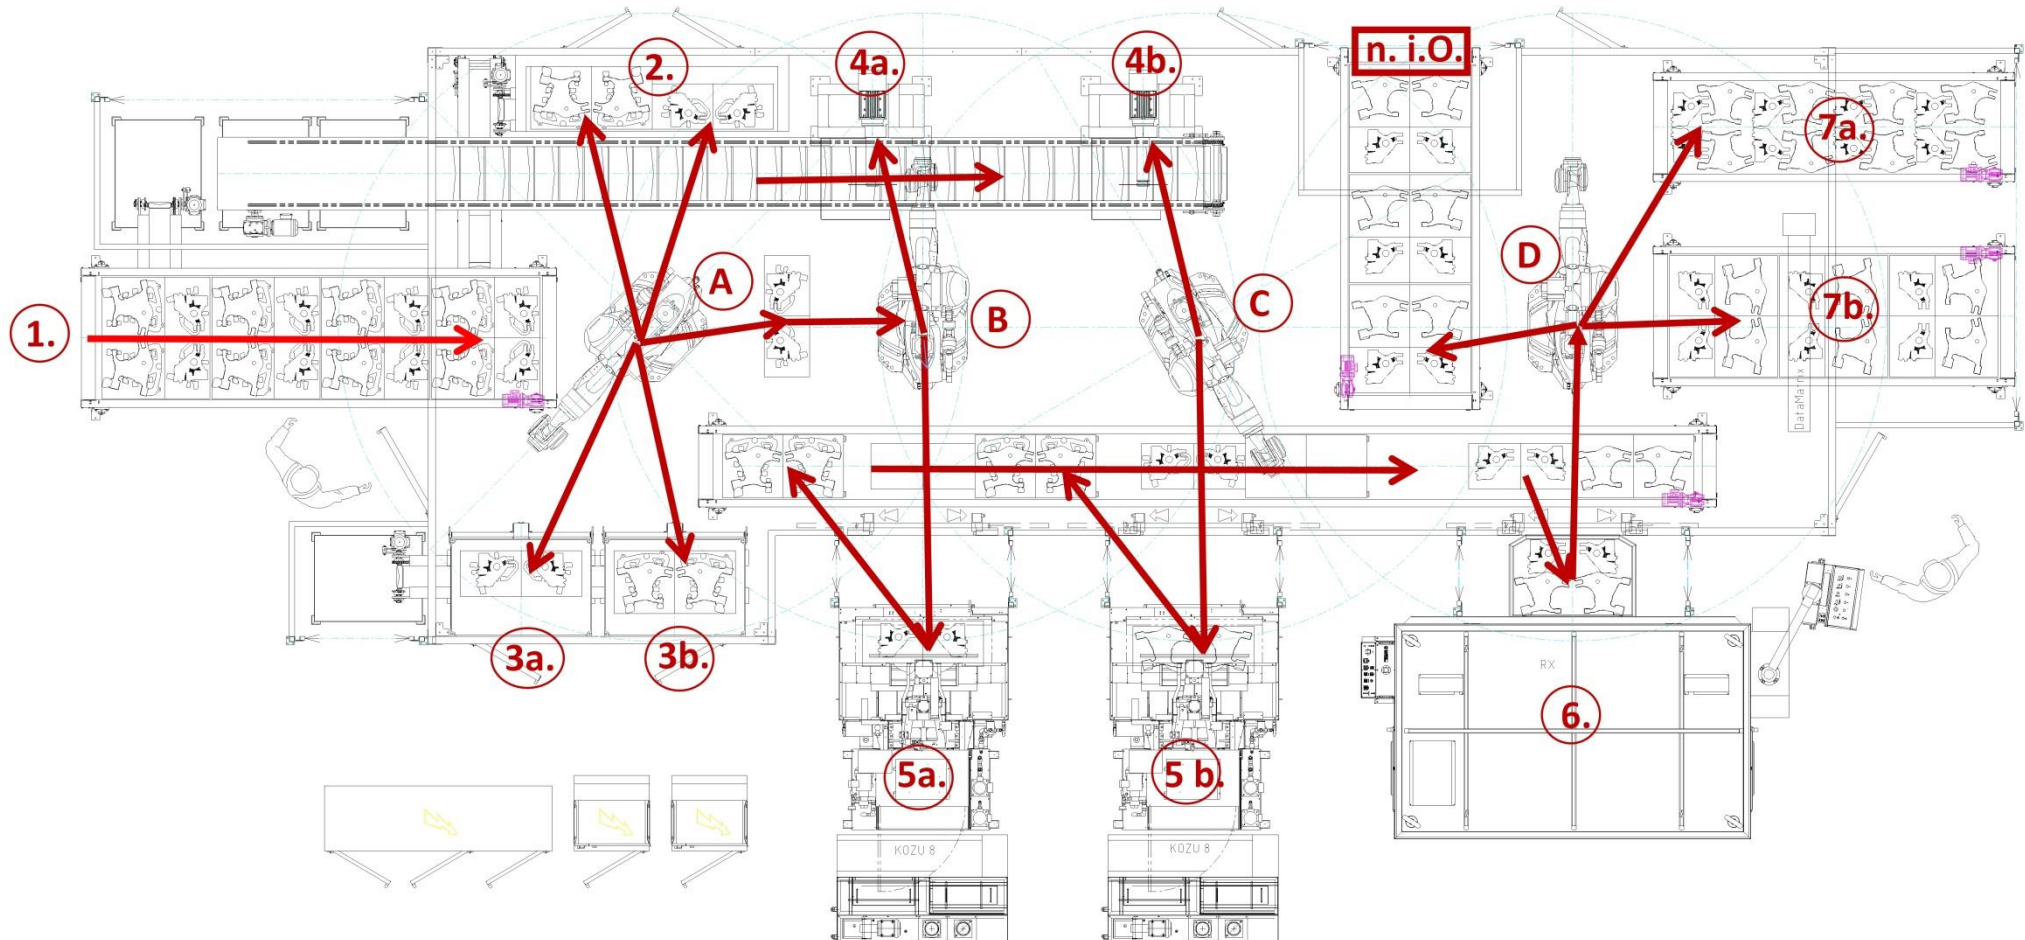 2.
4a.
4b.
n. i.O.
7a.
A
B
C
D
1.
7b.
DataMatrix
3a.
3b.
5a.
5 b.
6.
RX
KOZU 8
KOZU 8